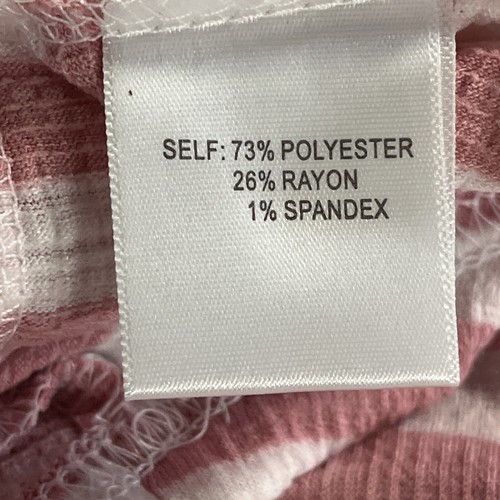 SELF: 73% POLYESTER
26% RAYON
1% SPANDEX